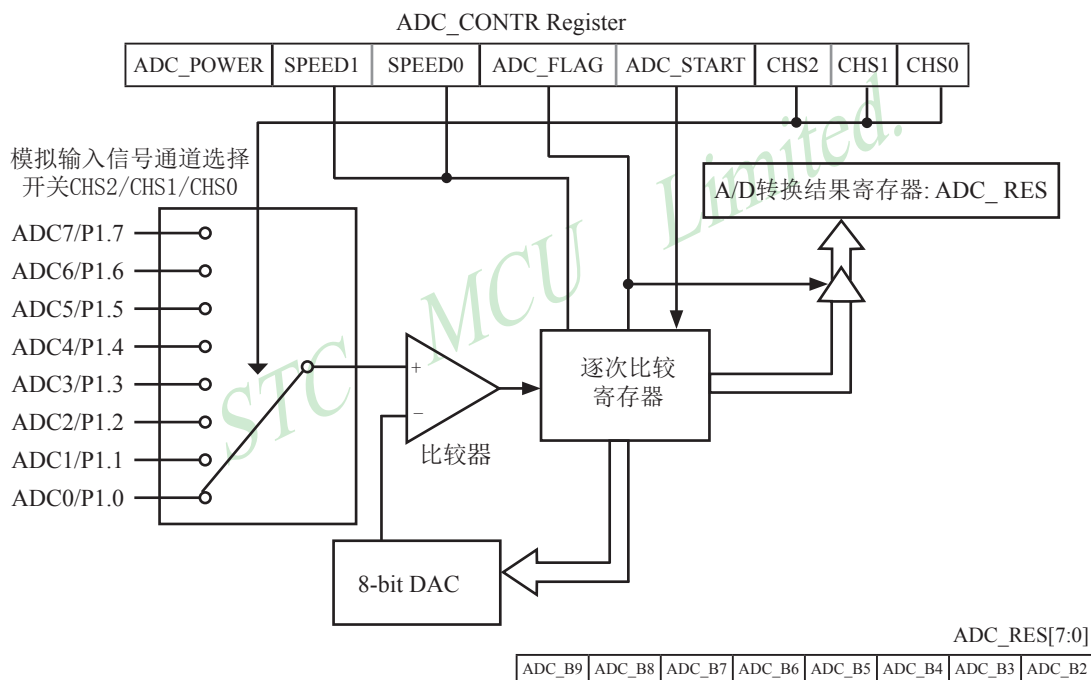 ADC_CONTR Register
ADC_POWER SPEED1 SPEED0 ADC_FLAG ADC_START CHS2 CHS1 CHS0
模拟输入信号通道选择
开关CHS2/CHS1/CHS0
A/D转换结果寄存器: ADC_ RES
ADC7/P1.7
ADC6/P1.6
ADC5/P1.5
ADC4/P1.4
ADC3/P1.3
ADC2/P1.2
ADC1/P1.1
ADC0/P1.0
+
−
比较器
逐次比较
寄存器
8-bit DAC
STC MCU Limited.
ADC_RES[7:0]
ADC_B9 ADC_B8 ADC_B7 ADC_B6 ADC_B5 ADC_B4 ADC_B3 ADC_B2